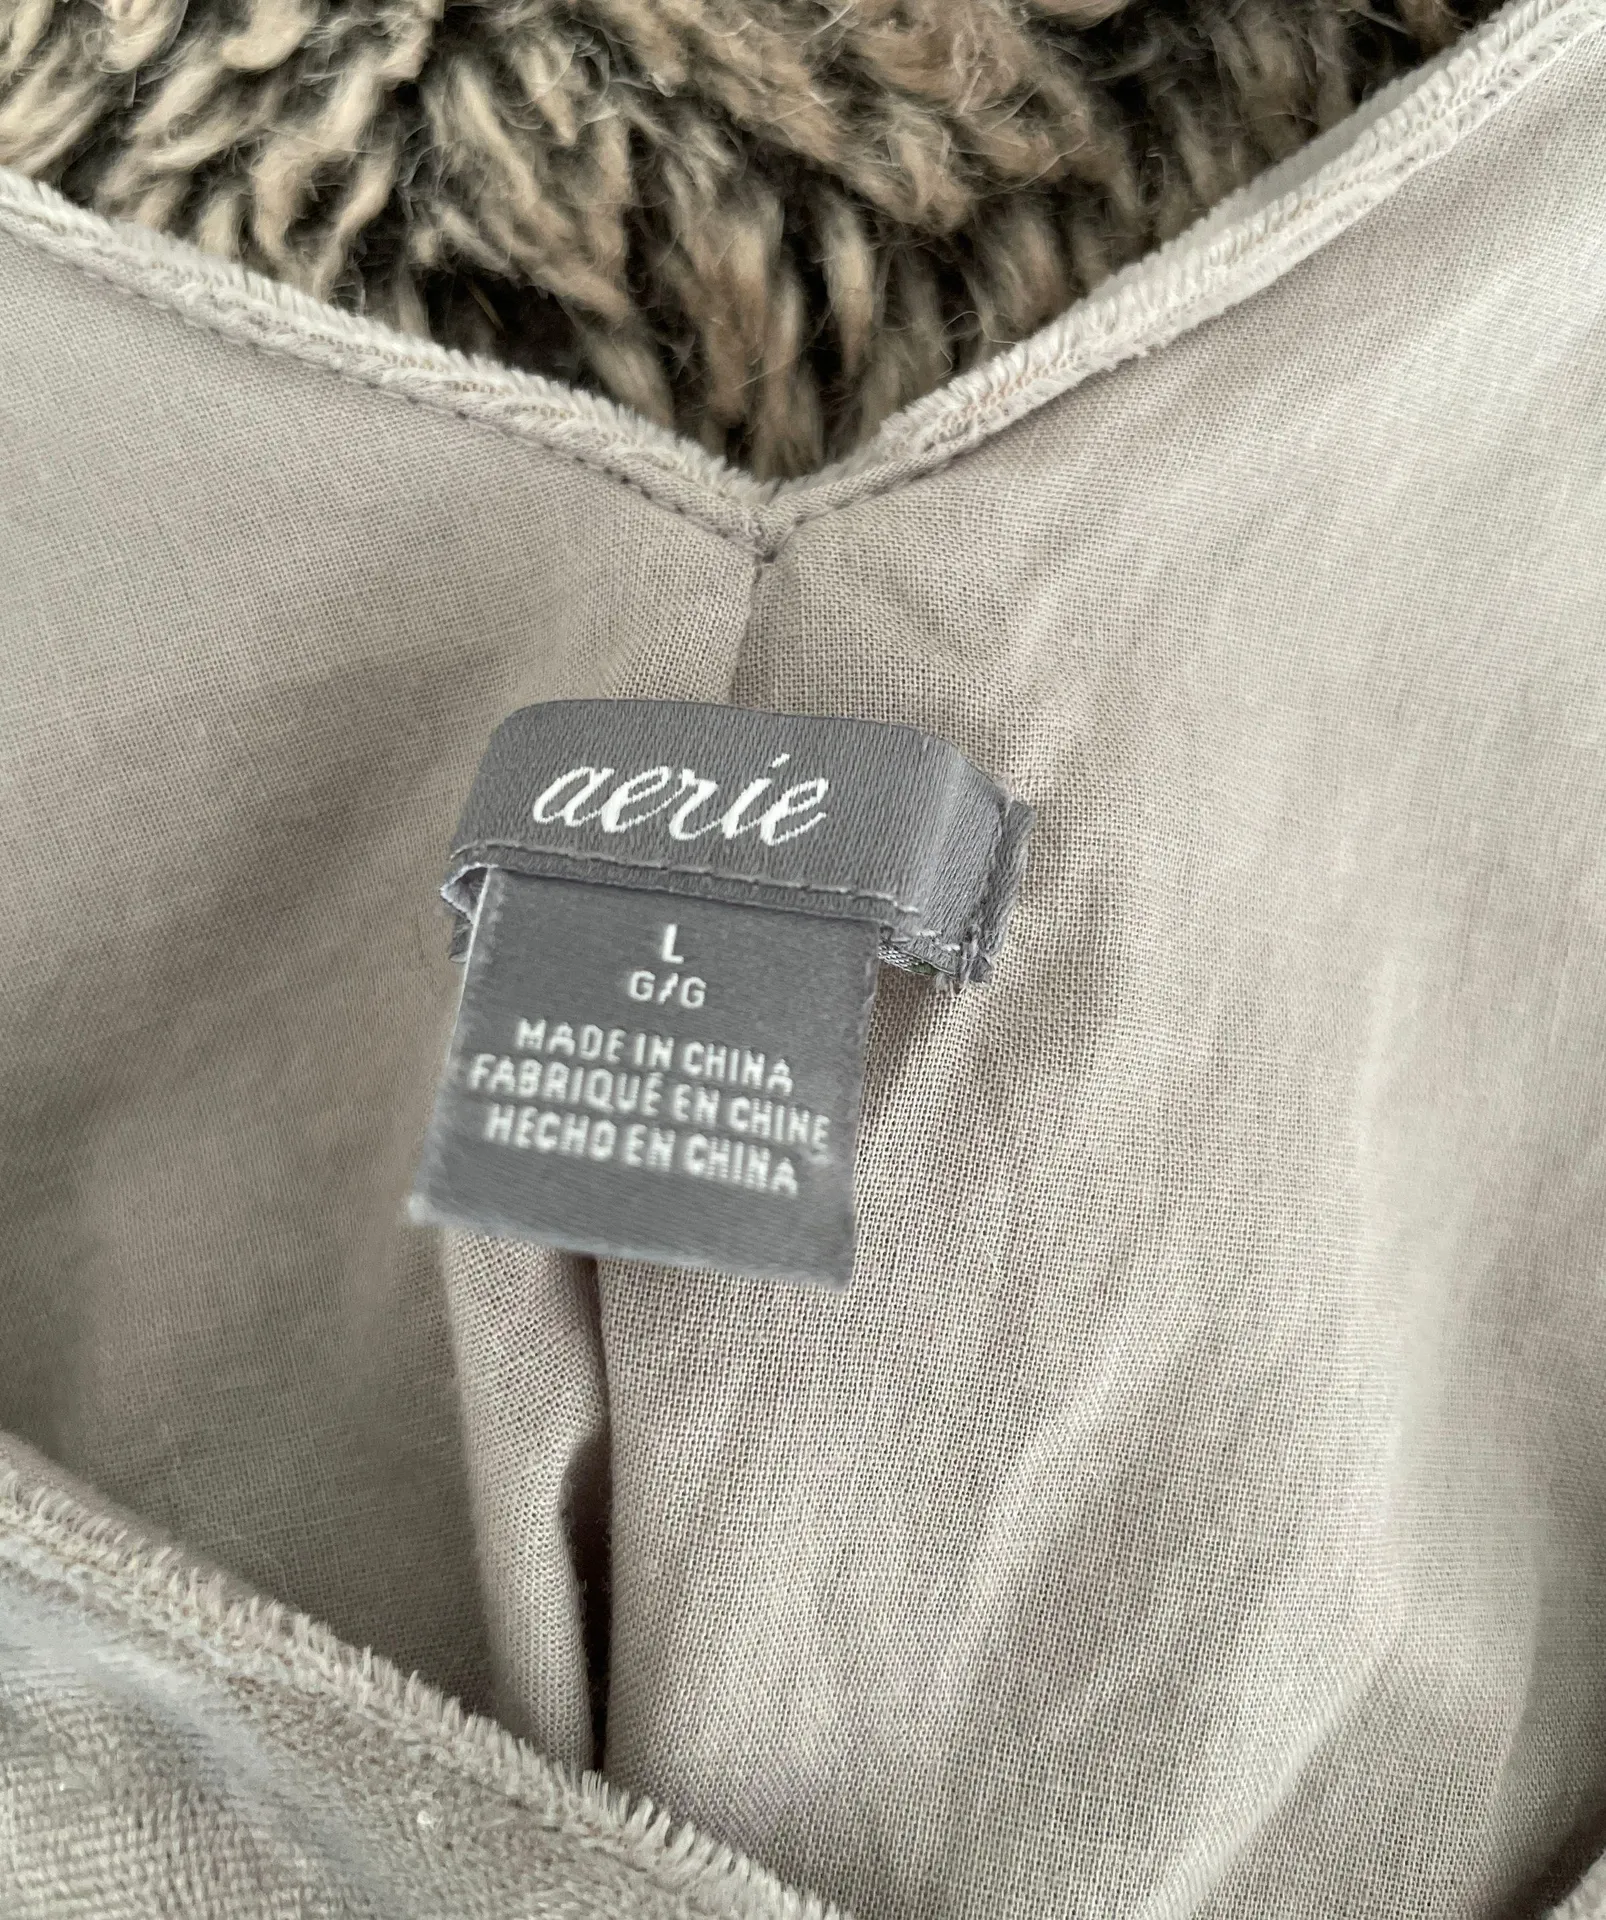 aerie
L
G/G
MADE IN CHINA
FABRIQUÉ EN CHINE
HECHO EN CHINA